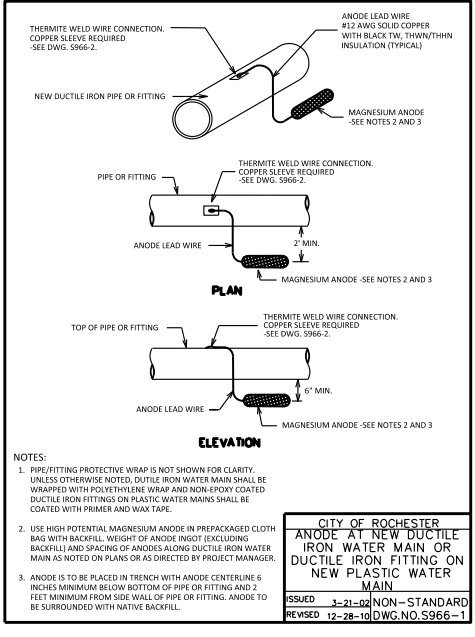 THERMITE WELD WIRE CONNECTION.
COPPER SLEEVE REQUIRED
-SEE DWG. S966-2.
ANODE LEAD WIRE
#12 AWG SOLID COPPER
WITH BLACK TW, THWN/THHN
INSULATION (TYPICAL)
NEW DUCTILE IRON PIPE OR FITTING
MAGNESIUM ANODE
-SEE NOTES 2 AND 3
THERMITE WELD WIRE CONNECTION.
COPPER SLEEVE REQUIRED
-SEE DWG. S966-2.
PIPE OR FITTING
ANODE LEAD WIRE
2' MIN.
MAGNESIUM ANODE -SEE NOTES 2 AND 3
PLAN
THERMITE WELD WIRE CONNECTION.
COPPER SLEEVE REQUIRED
-SEE DWG. S966-2.
TOP OF PIPE OR FITTING
6" MIN.
ANODE LEAD WIRE
MAGNESIUM ANODE -SEE NOTES 2 AND 3
ELEVATION
NOTES:
1. PIPE/FITTING PROTECTIVE WRAP IS NOT SHOWN FOR CLARITY.
UNLESS OTHERWISE NOTED, DUTILE IRON WATER MAIN SHALL BE
WRAPPED WITH POLYETHYLENE WRAP AND NON-EPOXY COATED
DUCTILE IRON FITTINGS ON PLASTIC WATER MAINS SHALL BE
COATED WITH PRIMER AND WAX TAPE.
2. USE HIGH POTENTIAL MAGNESIUM ANODE IN PREPACKAGED CLOTH
BAG WITH BACKFILL. WEIGHT OF ANODE INGOT (EXCLUDING
BACKFILL) AND SPACING OF ANODES ALONG DUCTILE IRON WATER
MAIN AS NOTED ON PLANS OR AS DIRECTED BY PROJECT MANAGER.
3. ANODE IS TO BE PLACED IN TRENCH WITH ANODE CENTERLINE 6
INCHES MINIMUM BELOW BOTTOM OF PIPE OR FITTING AND 2
FEET MINIMUM FROM SIDE WALL OF PIPE OR FITTING. ANODE TO
BE SURROUNDED WITH NATIVE BACKFILL.
CITY OF ROCHESTER
ANODE AT NEW DUCTILE
IRON WATER MAIN OR
DUCTILE IRON FITTING ON
NEW PLASTIC WATER
MAIN
ISSUED 3-21-02 NON-STANDARD
REVISED 12-28-10 DWG.NO.S966-1